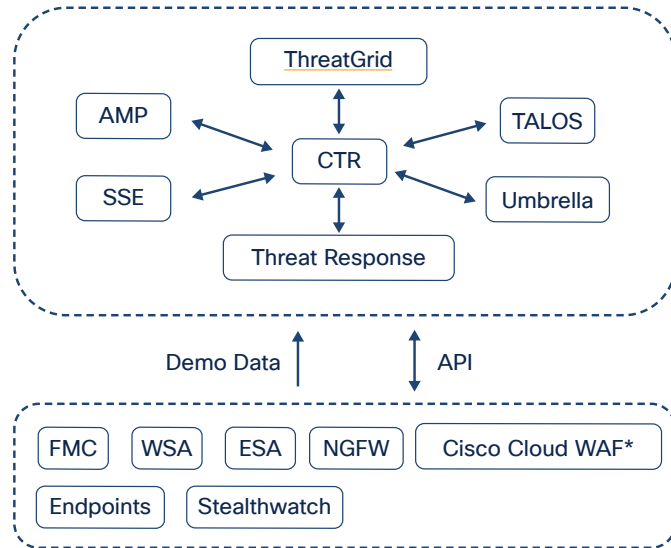 ThreatGrid
AMP
TALOS
CTR
SSE
Umbrella
Threat Response
Demo Data
API
FMC
WSA
ESA
NGFW
Cisco Cloud WAF*
Endpoints
Stealthwatch